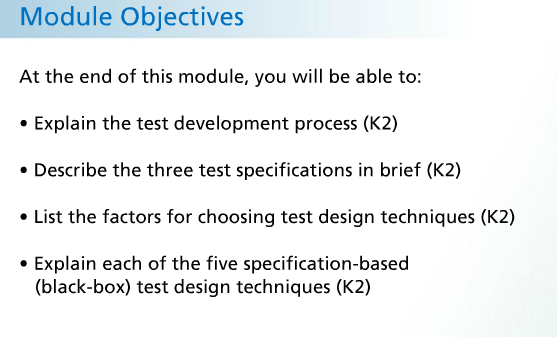 Module Objectives
At the end of this module, you will be able to:
• Explain the test development process (K2)
• Describe the three test specifications in brief (K2)
• List the factors for choosing test design techniques (K2)
• Explain each of the five specification-based
(black-box) test design techniques (K2)